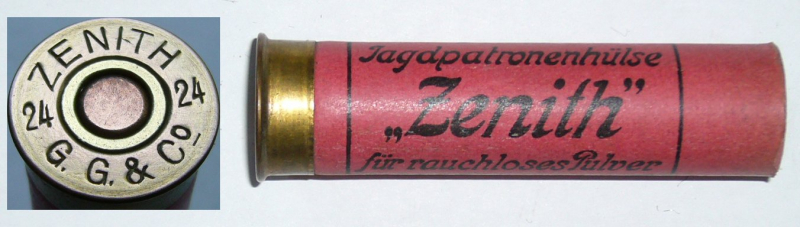 ZENITH
24 24
G. G. & Co
Jagdpatronenhülse
„Zenith”
für rauchloses Pulver